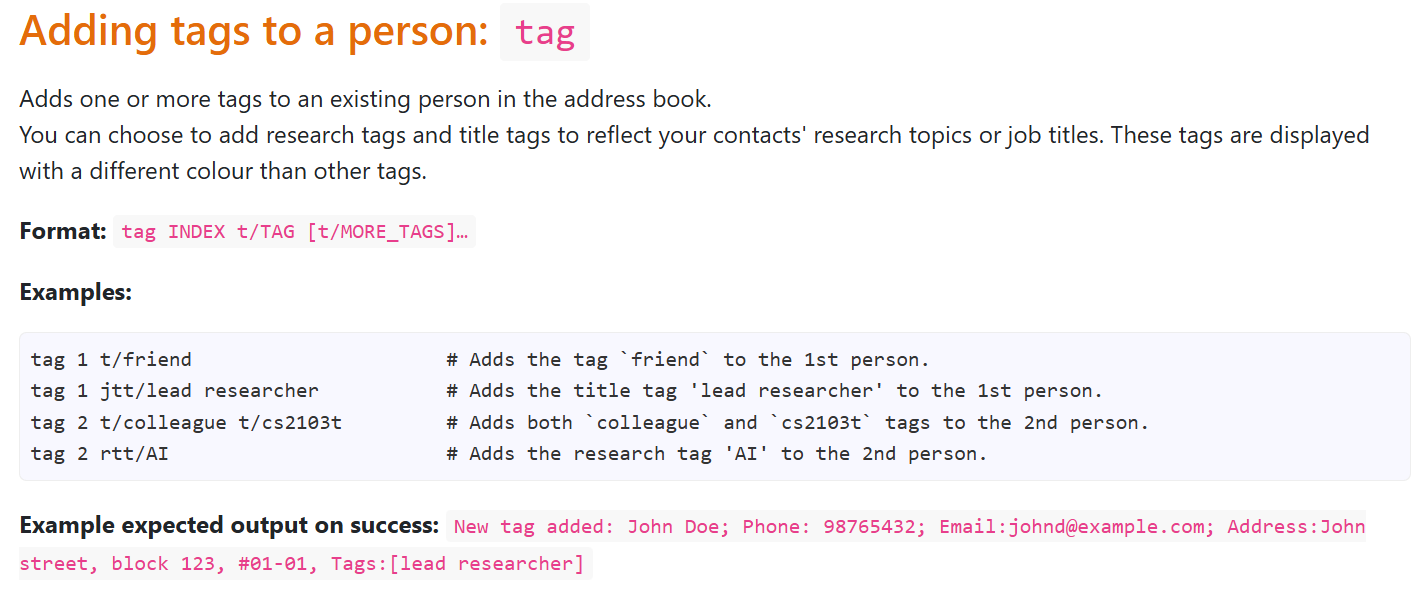 Adding tags to a person: tag
Adds one or more tags to an existing person in the address book.
You can choose to add research tags and title tags to reflect your contacts' research topics or job titles. These tags are displayed
with a different colour than other tags.
Format: tag INDEX t/TAG [t/MORE_TAGS]…
Examples:
tag 1 t/friend # Adds the tag `friend` to the 1st person.
tag 1 jtt/lead researcher # Adds the title tag 'lead researcher' to the 1st person.
tag 2 t/colleague t/cs2103t # Adds both `colleague` and `cs2103t` tags to the 2nd person.
tag 2 rtt/AI # Adds the research tag 'AI' to the 2nd person.
Example expected output on success: New tag added: John Doe; Phone: 98765432; Email:johnd@example.com; Address:John
street, block 123, #01-01, Tags:[lead researcher]